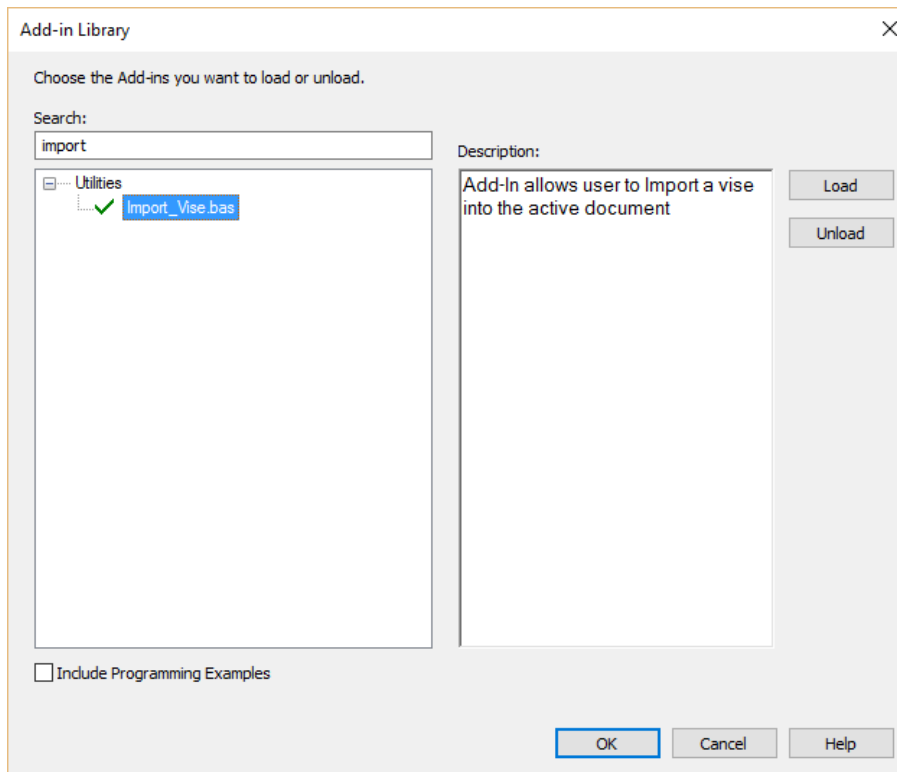 Add-in Library
Choose the Add-ins you want to load or unload.
Search:
import
Utilities
Import_Vise.bas
Description:
Add-In allows user to Import a vise
into the active document
Load
Unload
Include Programming Examples
OK
Cancel
Help